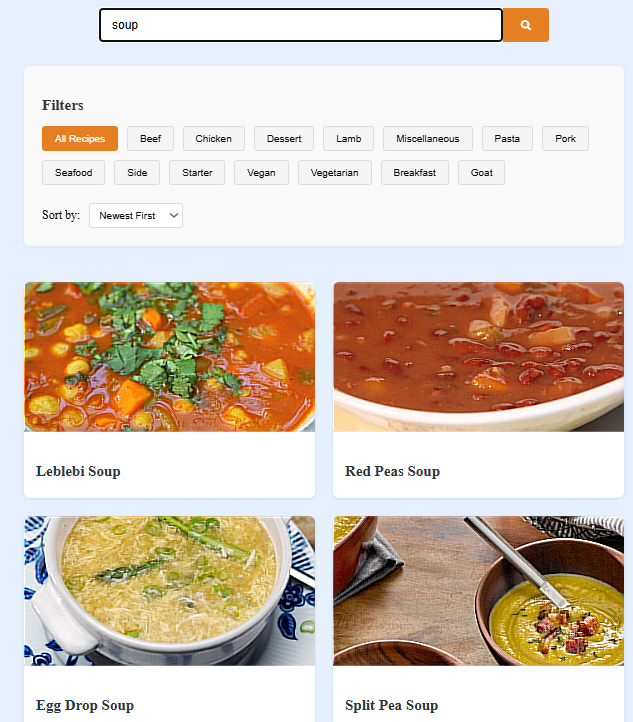 soup
Filters
All Recipes Beef Chicken Dessert Lamb Miscellaneous Pasta Pork
Seafood Side Starter Vegan Vegetarian Breakfast Goat
Sort by: Newest First
Leblebi Soup Red Peas Soup
Egg Drop Soup Split Pea Soup